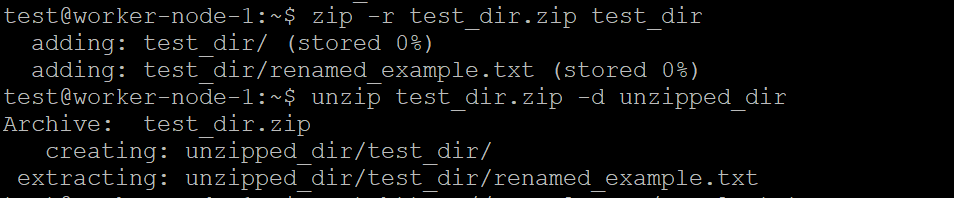 test@worker-node-1:~$ zip -r test_dir.zip test_dir
  adding: test_dir/ (stored 0%)
  adding: test_dir/renamed_example.txt (stored 0%)
test@worker-node-1:~$ unzip test_dir.zip -d unzipped_dir
Archive:  test_dir.zip
   creating: unzipped_dir/test_dir/
 extracting: unzipped_dir/test_dir/renamed_example.txt